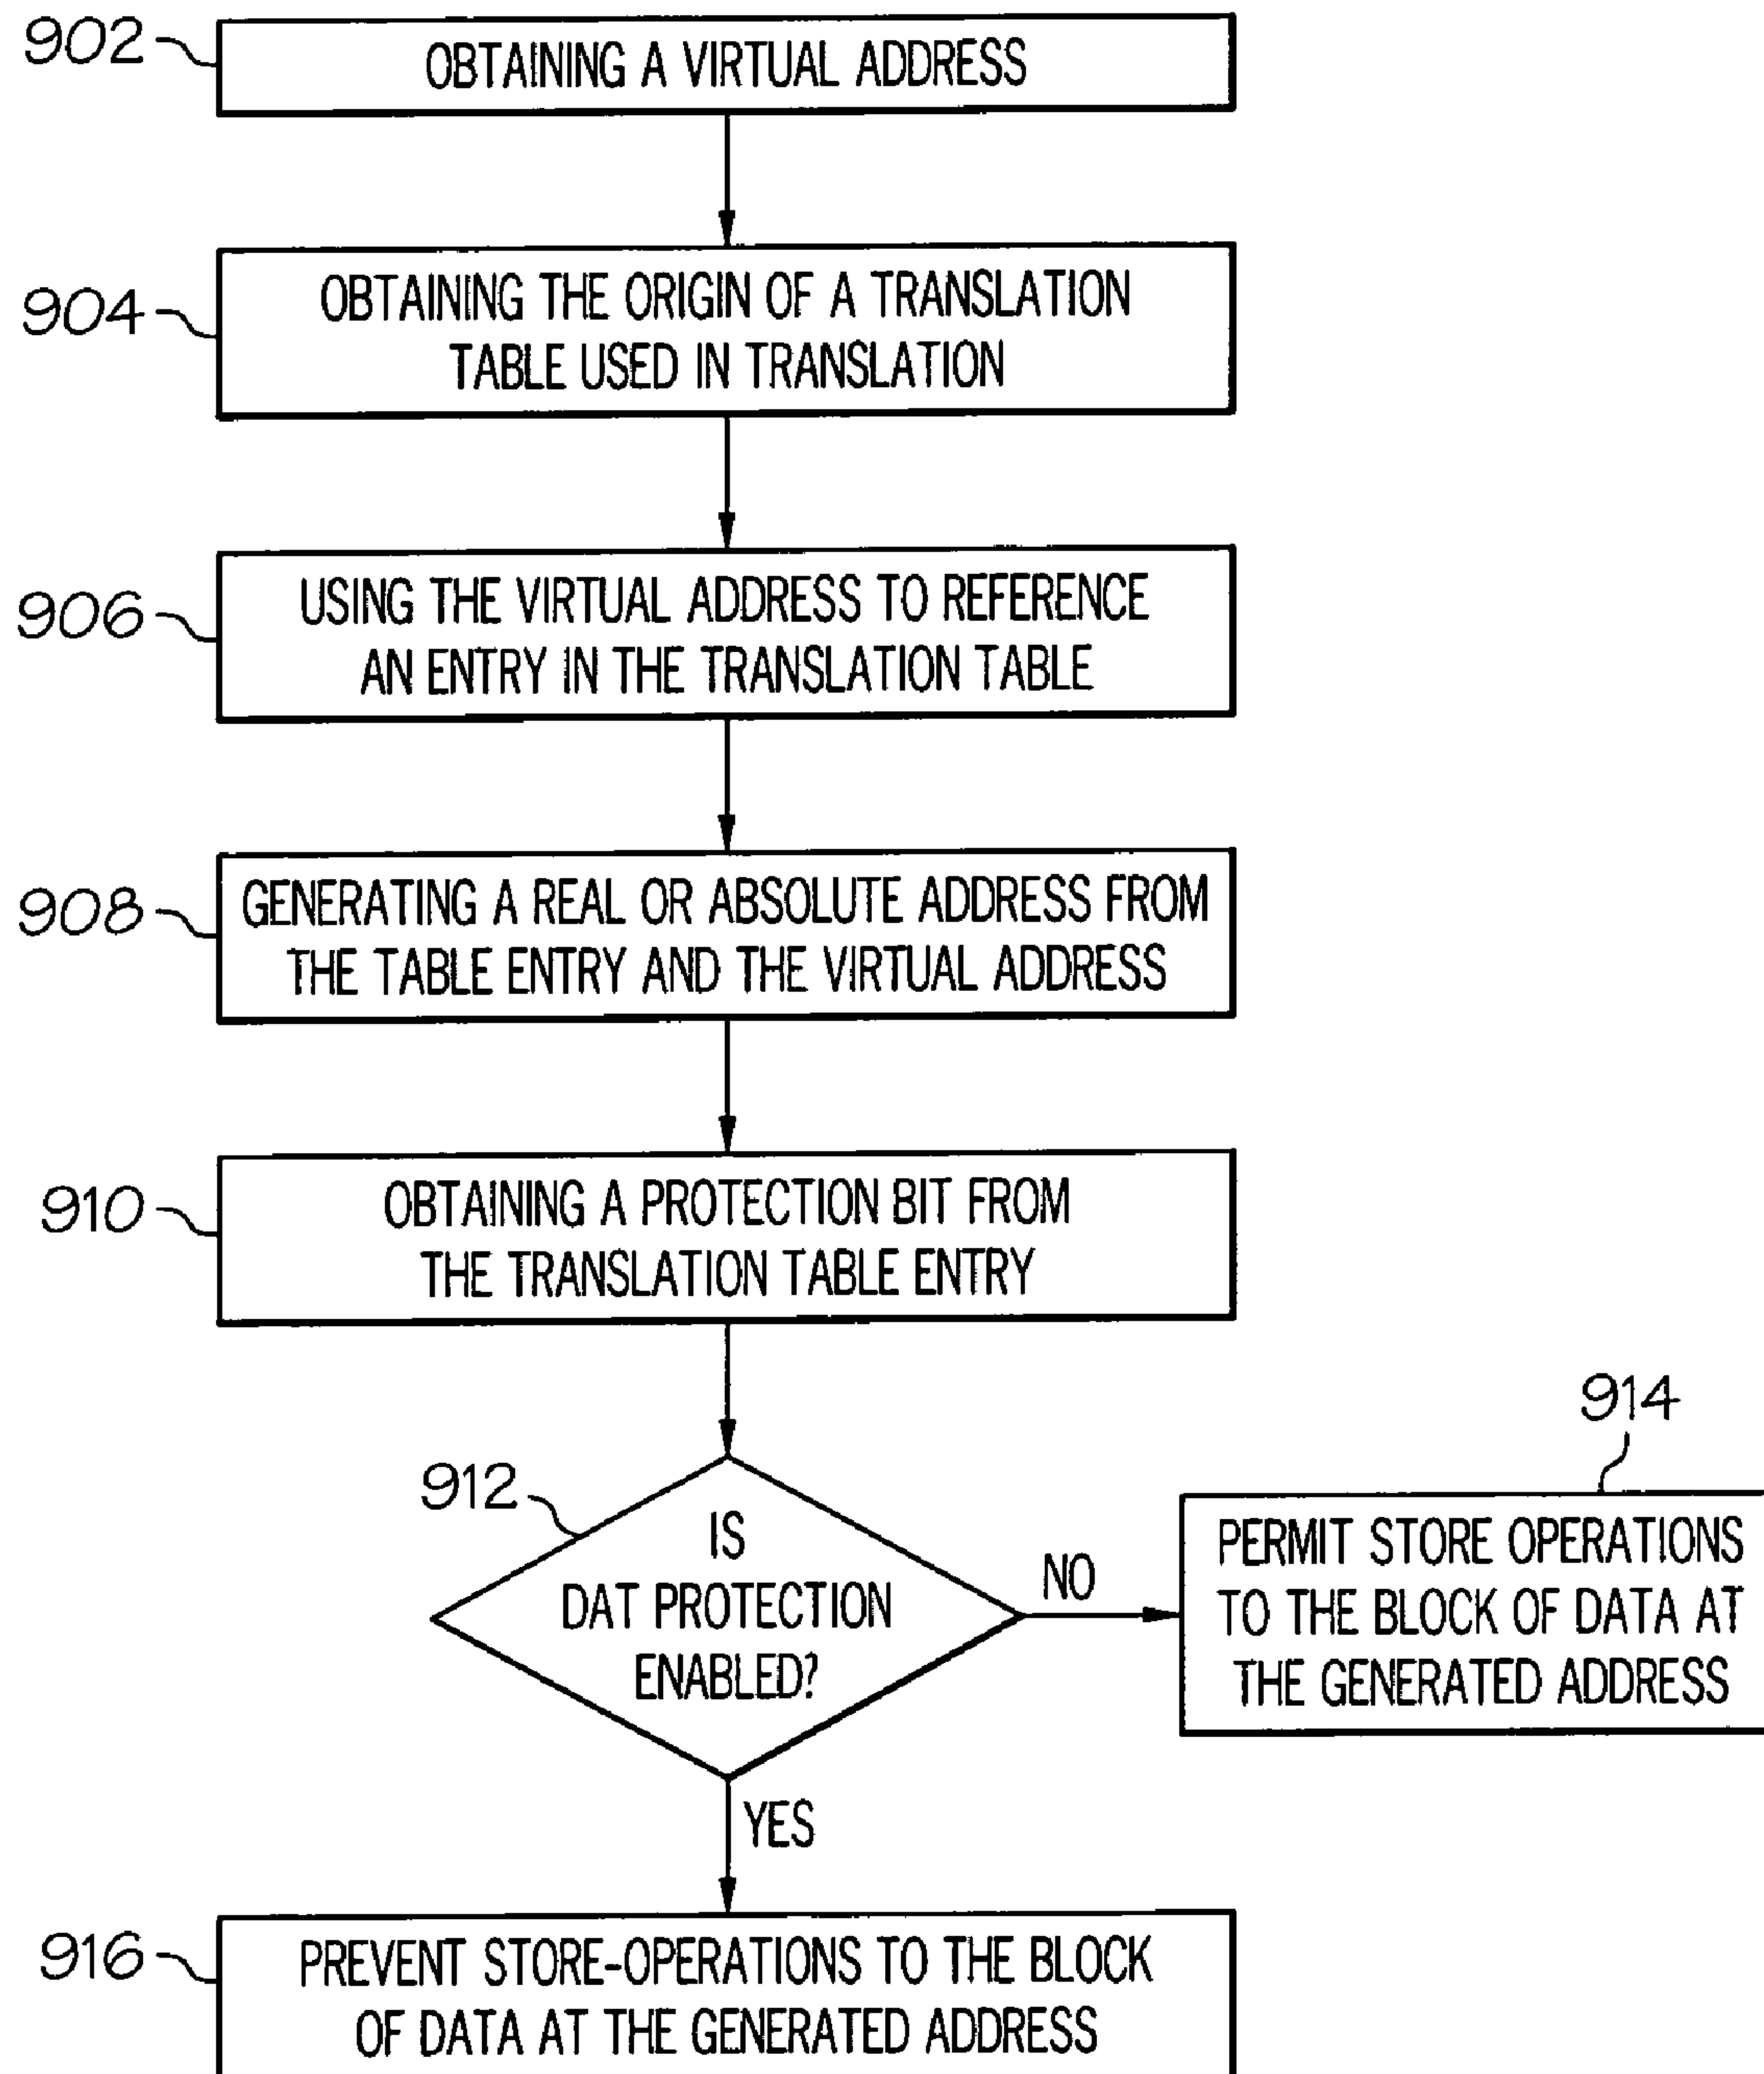 902
OBTAINING A VIRTUAL ADDRESS
904
OBTAINING THE ORIGIN OF A TRANSLATION
TABLE USED IN TRANSLATION
906
USING THE VIRTUAL ADDRESS TO REFERENCE
AN ENTRY IN THE TRANSLATION TABLE
908
GENERATING A REAL OR ABSOLUTE ADDRESS FROM
THE TABLE ENTRY AND THE VIRTUAL ADDRESS
910
OBTAINING A PROTECTION BIT FROM
THE TRANSLATION TABLE ENTRY
912
IS
DAT PROTECTION
ENABLED?
NO
914
PERMIT STORE OPERATIONS
TO THE BLOCK OF DATA AT
THE GENERATED ADDRESS
YES
916
PREVENT STORE-OPERATIONS TO THE BLOCK
OF DATA AT THE GENERATED ADDRESS